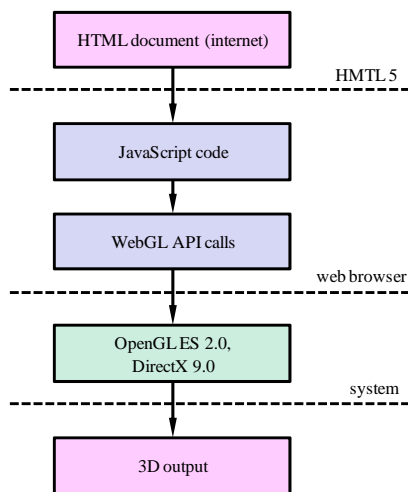 HTML document (internet)
HMTL 5
JavaScript code
WebGL API calls
web browser
OpenGL ES 2.0,
DirectX 9.0
system
3D output